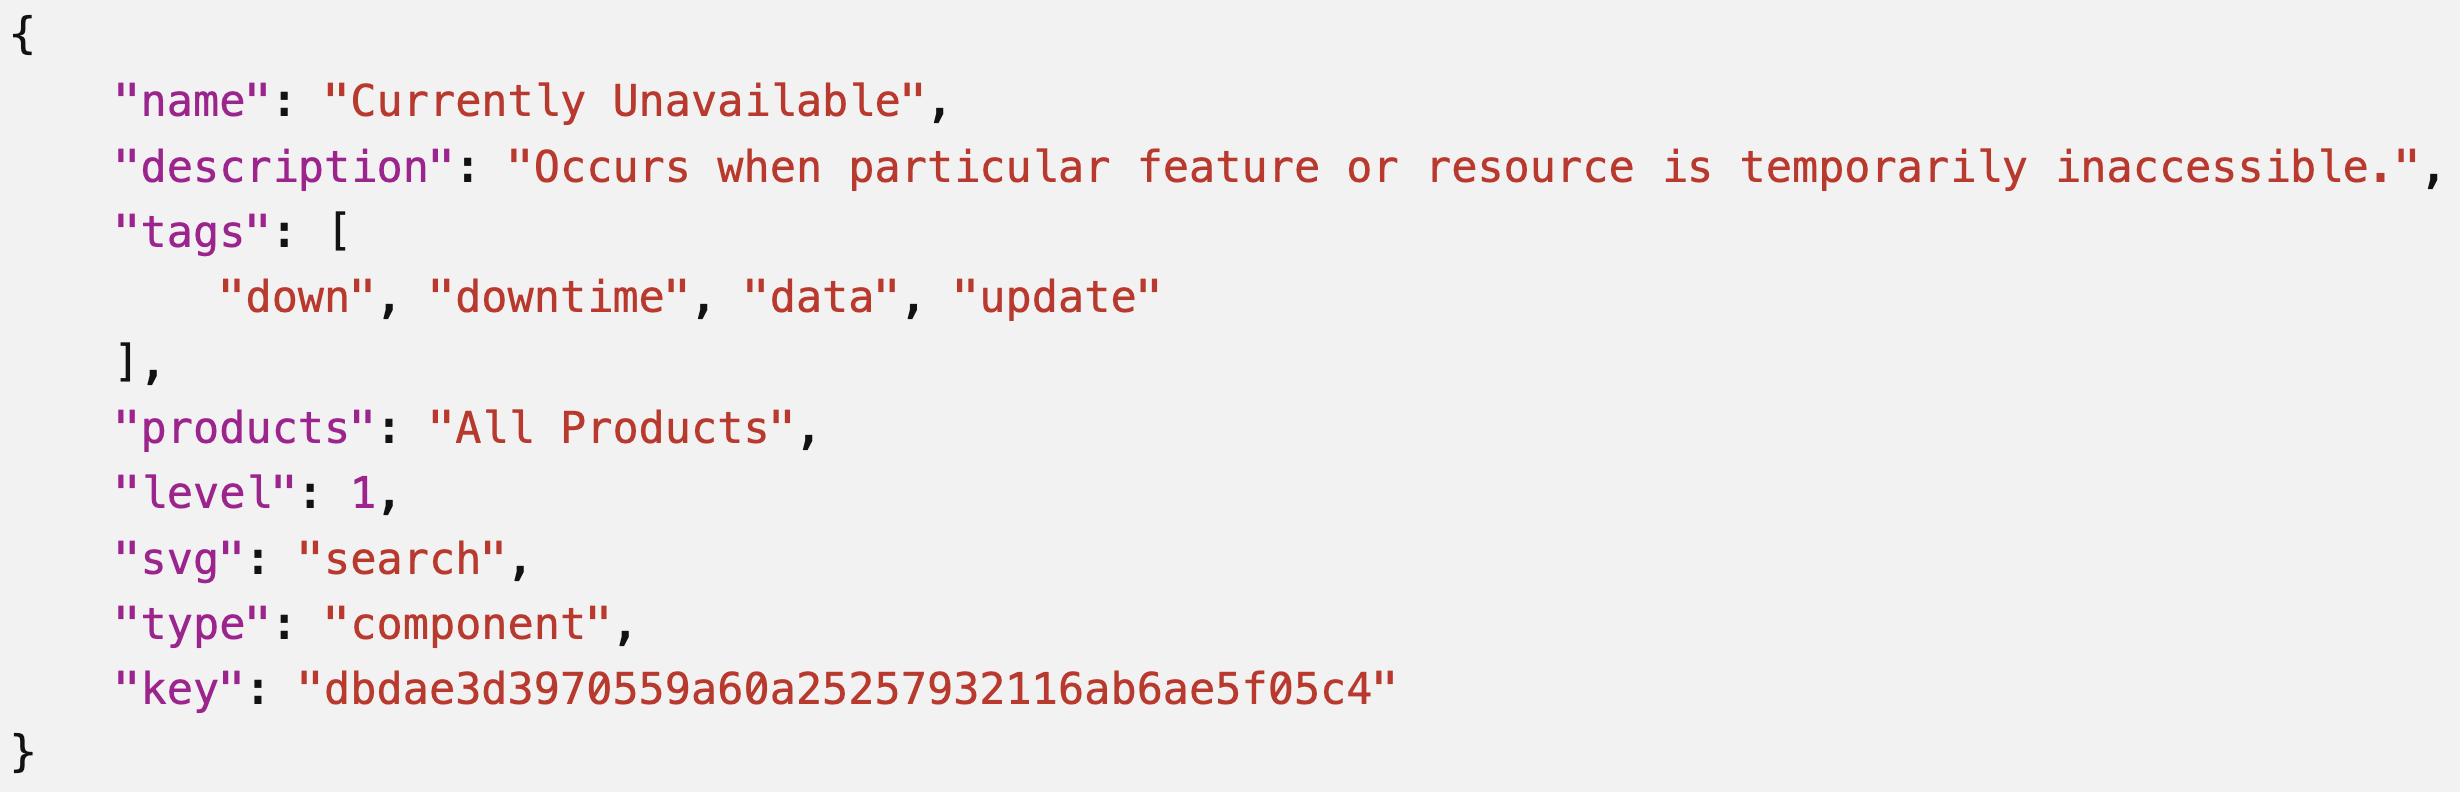 {
    "name": "Currently Unavailable",
    "description": "Occurs when particular feature or resource is temporarily inaccessible.",
    "tags": [
        "down", "downtime", "data", "update"
    ],
    "products": "All Products",
    "level": 1,
    "svg": "search",
    "type": "component",
    "key": "dbdae3d3970559a60a25257932116ab6ae5f05c4"
}